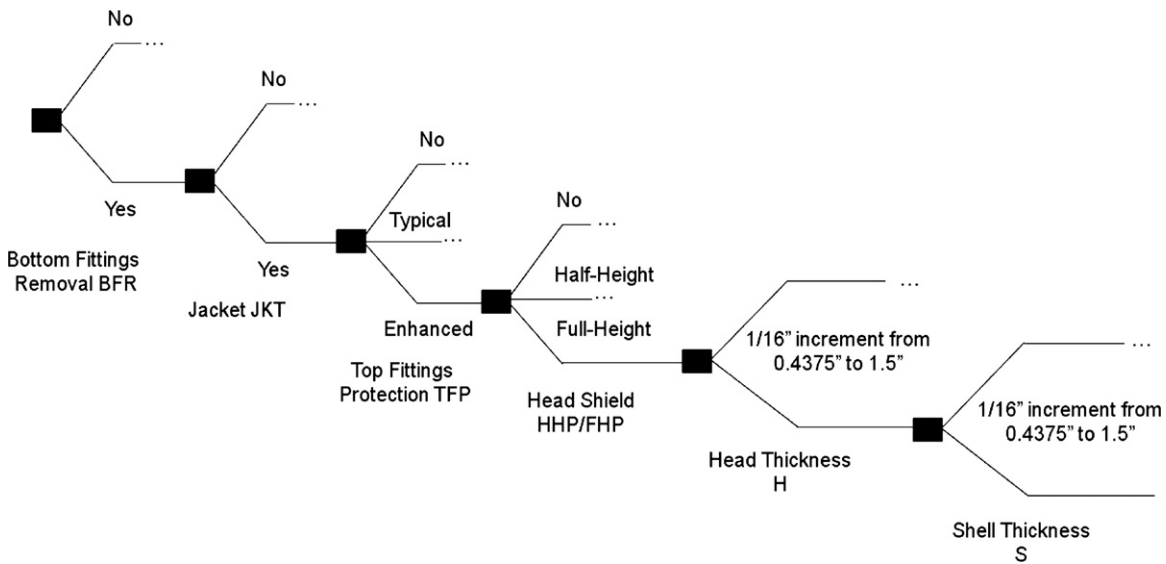 No ...
No ...
No ...
Yes
Typical ...
No ...
Bottom Fittings
Removal BFR
Yes
Jacket JKT
Half-Height
...
Enhanced
Full-Height
1/16” increment from
0.4375” to 1.5”
...
...
Top Fittings
Protection TFP
Head Shield
HHP/FHP
1/16” increment from
0.4375” to 1.5”
Head Thickness
H
Shell Thickness
S